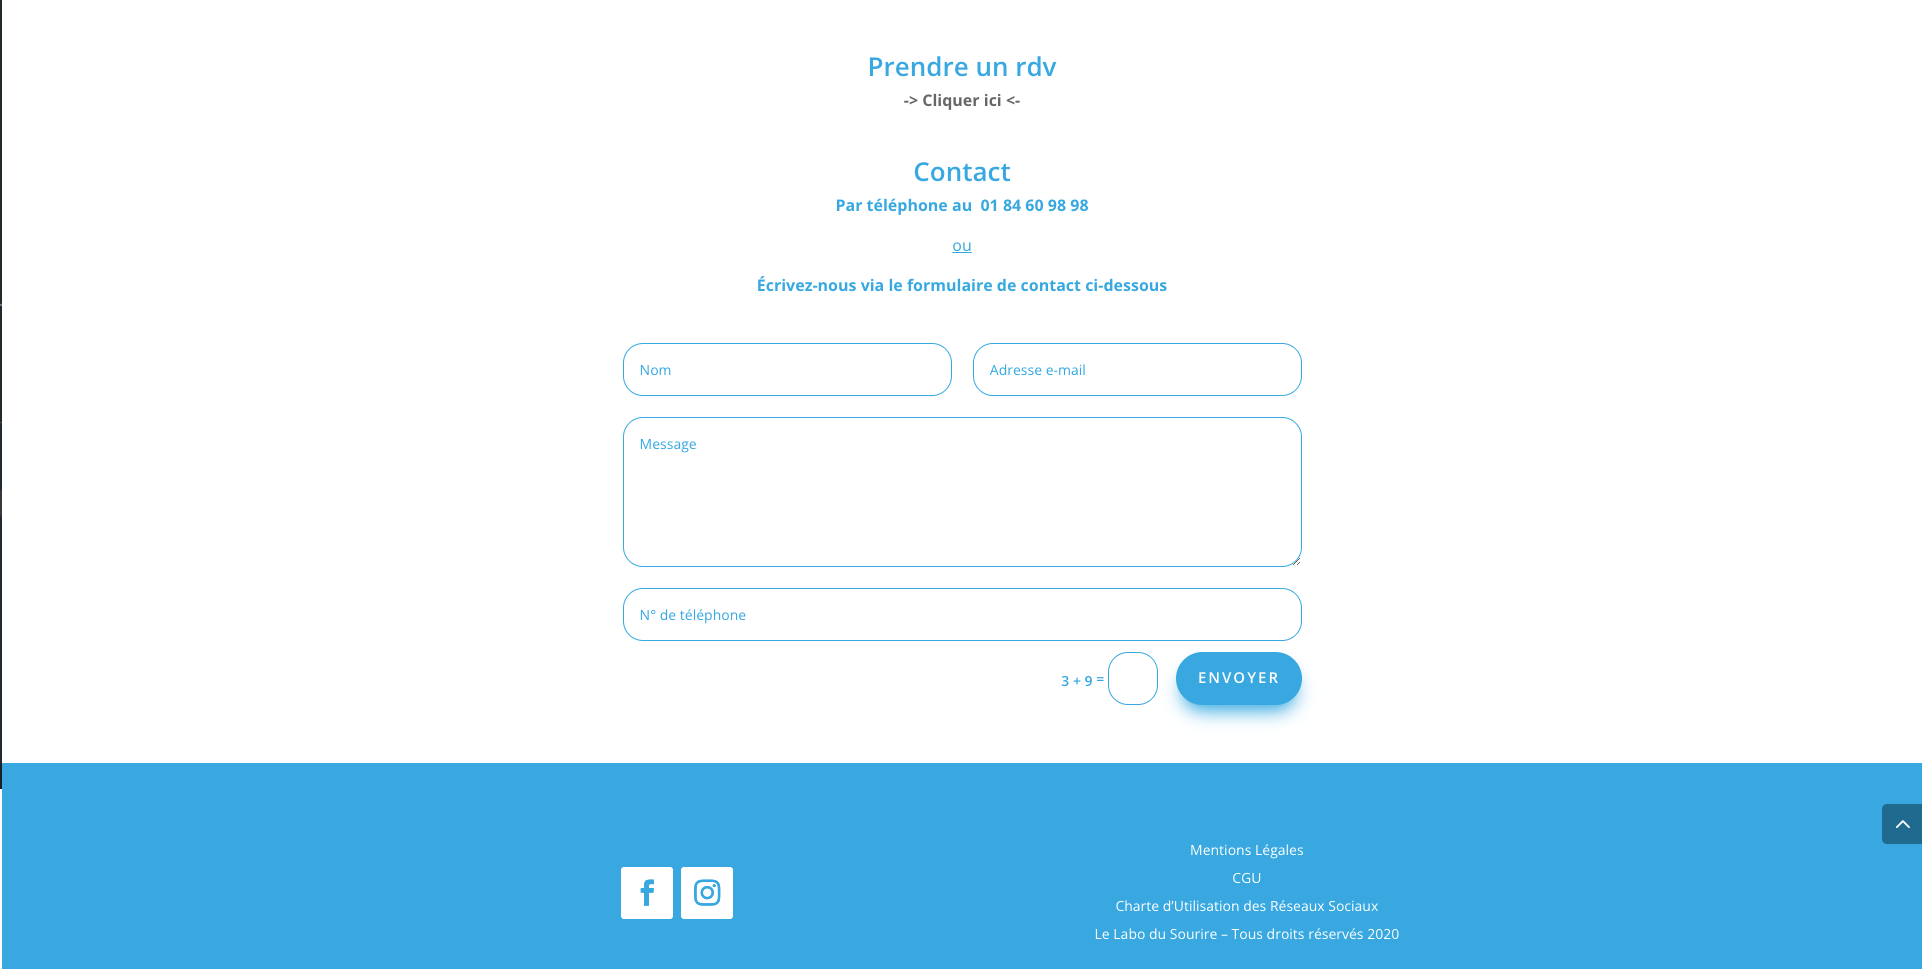 Prendre un rdv
-> Cliquer ici <-
Contact
Par téléphone au  01 84 60 98 98
ou
Écrivez-nous via le formulaire de contact ci-dessous
Nom
Adresse e-mail
Message
N° de téléphone
3 + 9 =
ENVOYER
Mentions Légales
CGU
Charte d’Utilisation des Réseaux Sociaux
Le Labo du Sourire – Tous droits réservés 2020